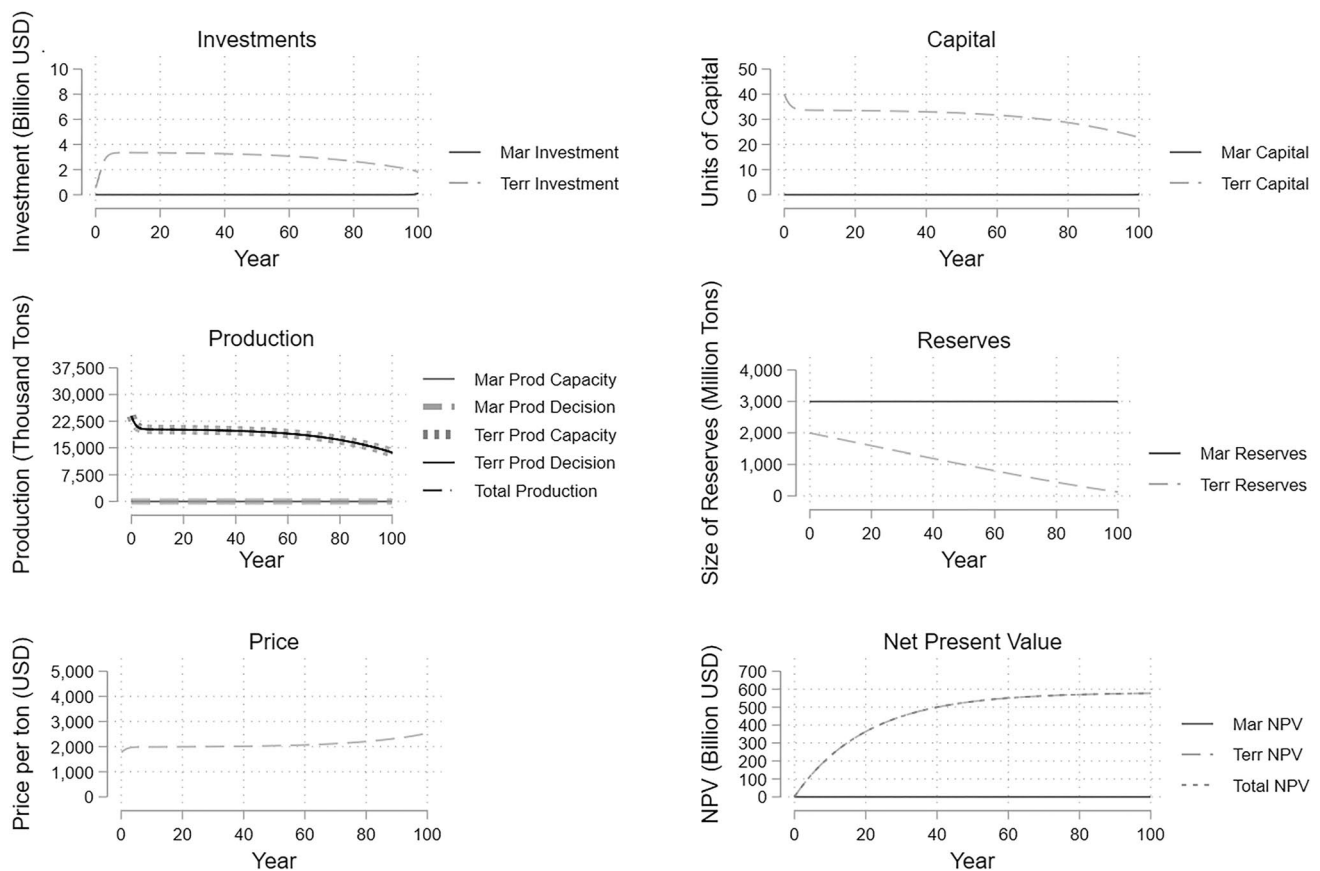 Investments
Investment (Billion USD)
10
8
6
4
2
0
0 20 40 60 80 100
Year
Mar Investment
Terr Investment
Capital
Units of Capital
50
40
30
20
10
0
0 20 40 60 80 100
Year
Mar Capital
Terr Capital
Production
Production (Thousand Tons)
37,500
30,000
22,500
15,000
7,500
0
0 20 40 60 80 100
Year
Mar Prod Capacity
Mar Prod Decision
Terr Prod Capacity
Terr Prod Decision
Total Production
Reserves
Size of Reserves (Million Tons)
4,000
3,000
2,000
1,000
0
0 20 40 60 80 100
Year
Mar Reserves
Terr Reserves
Price
Price per ton (USD)
5,000
4,000
3,000
2,000
1,000
0
0 20 40 60 80 100
Year
Net Present Value
NPV (Billion USD)
700
600
500
400
300
200
100
0
0 20 40 60 80 100
Year
Mar NPV
Terr NPV
Total NPV